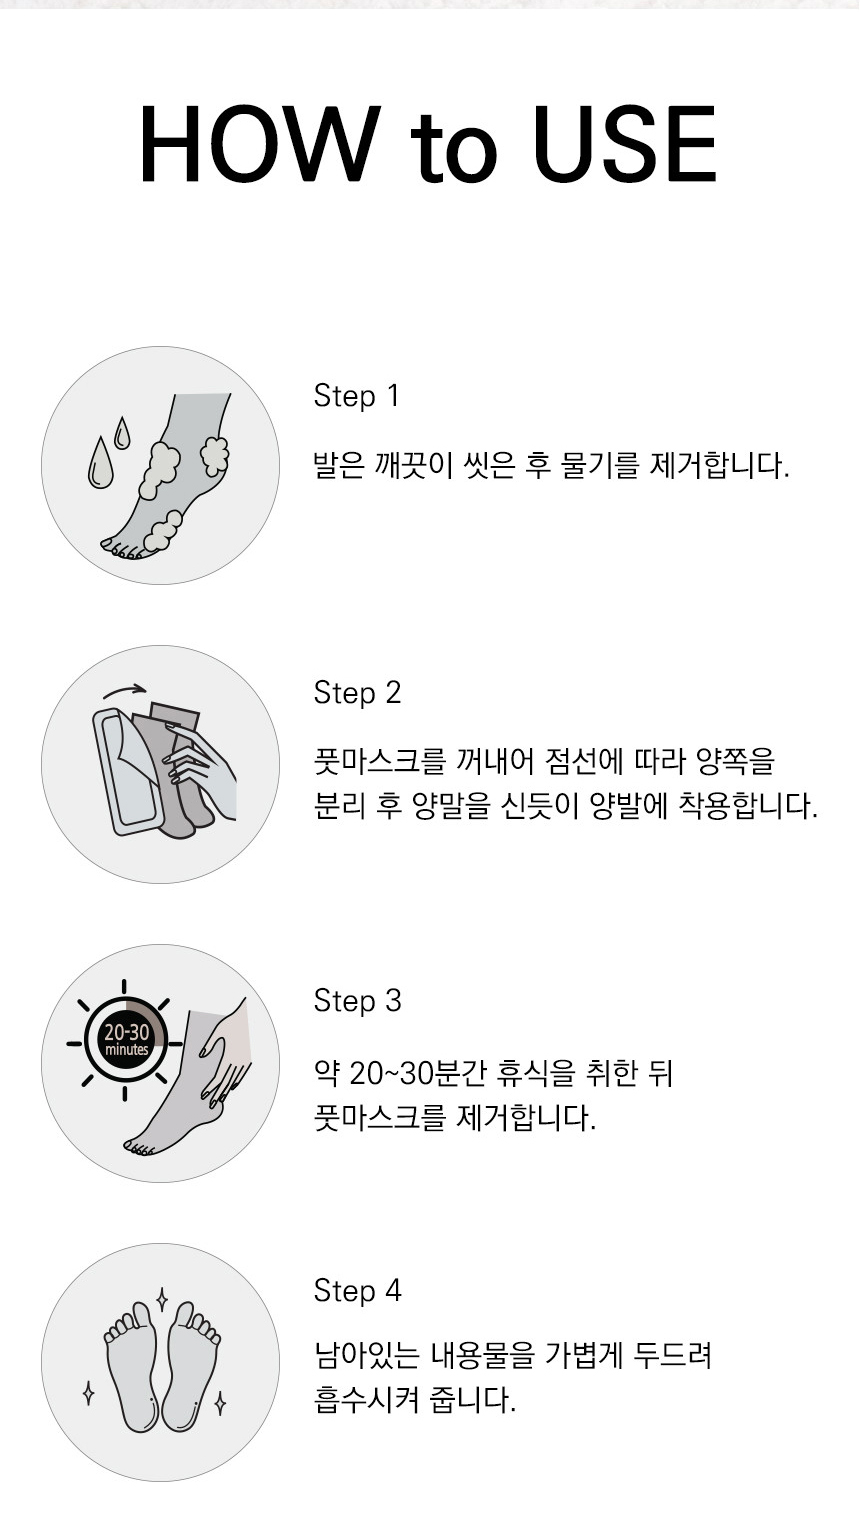 HOW to USE
Step 1
발은 깨끗이 씻은 후 물기를 제거합니다.
Step 2
풋마스크를 꺼내어 점선에 따라 양쪽을
분리 후 양말을 신듯이 양발에 착용합니다.
20-30
minutes
Step 3
약 20~30분간 휴식을 취한 뒤
풋마스크를 제거합니다.
Step 4
남아있는 내용물을 가볍게 두드려
흡수시켜 줍니다.